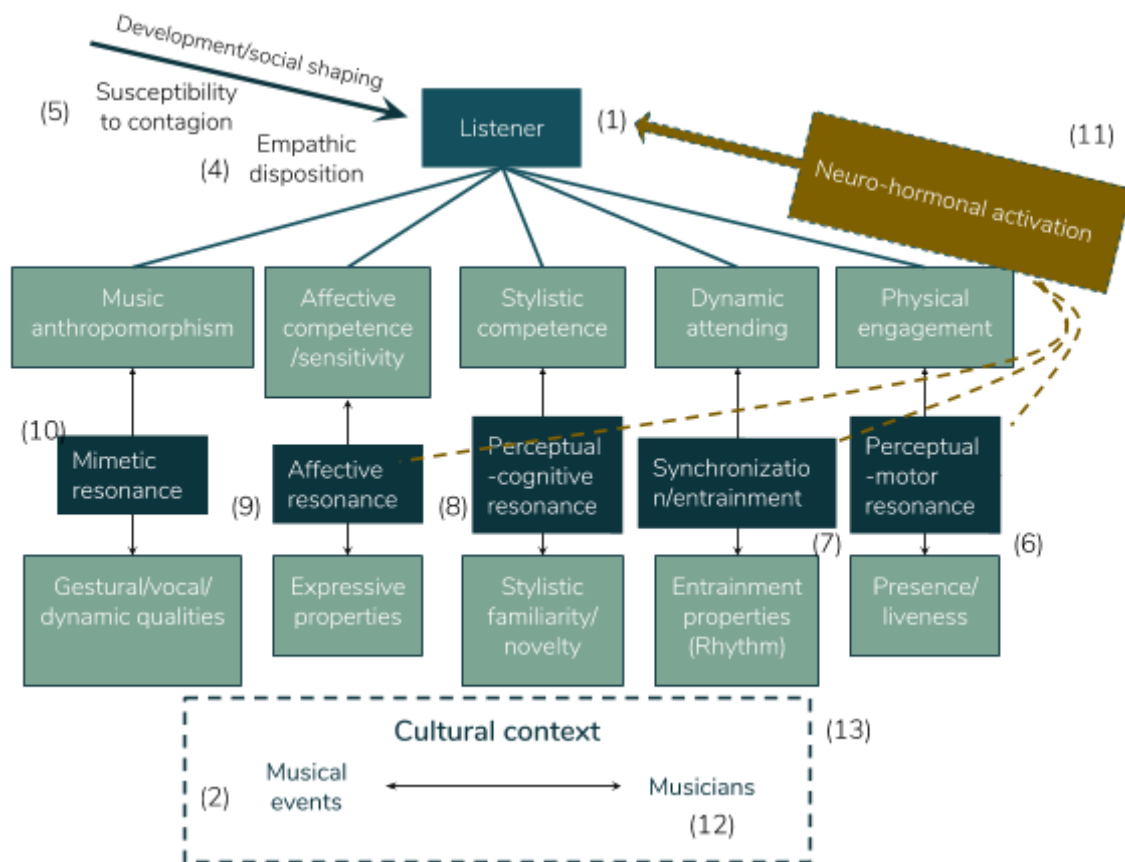 Development/social shaping
(5)
Susceptibility
to contagion
(4)
Empathic
disposition
Listener
(1)
(11)
Neuro-hormonal activation
Music
anthropomorphism
Affective
competence
/sensitivity
Stylistic
competence
Dynamic
attending
Physical
engagement
(10)
Mimetic
resonance
(9)
Affective
resonance
(8)
Perceptual
-cognitive
resonance
Synchronizatio
n/entrainment
(7)
Perceptual
-motor
resonance
(6)
Gestural/vocal/
dynamic qualities
Expressive
properties
Stylistic
familiarity/
novelty
Entrainment
properties
(Rhythm)
Presence/
liveness
Cultural context
(13)
(2)
Musical
events
Musicians
(12)